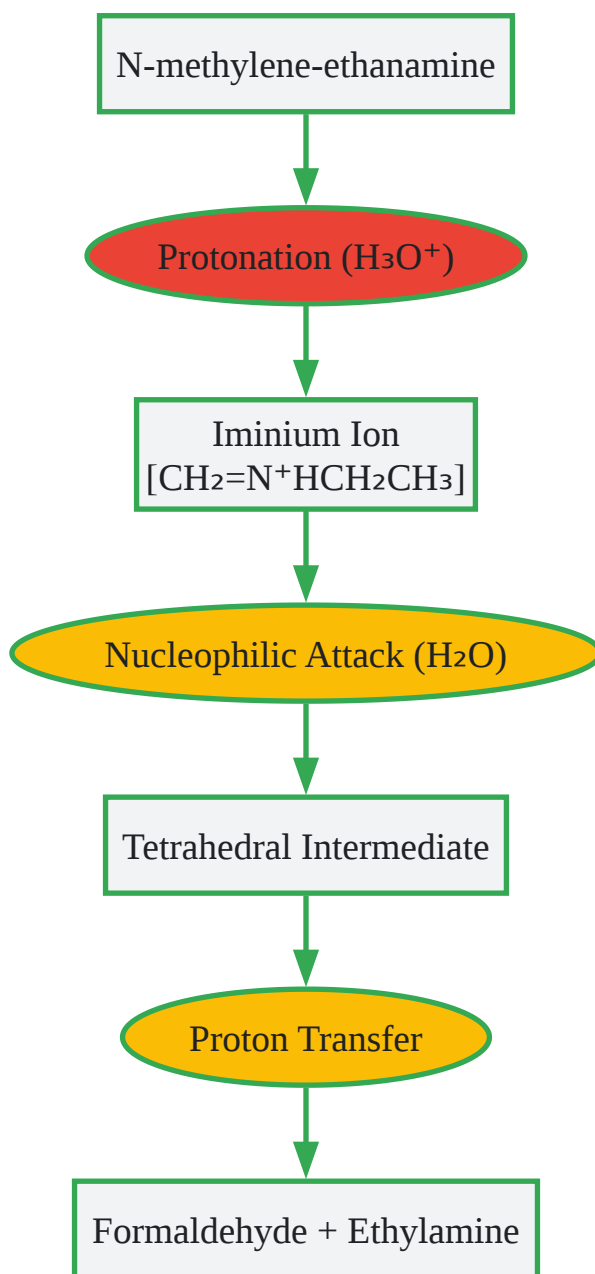 N-methylene-ethanamine
Protonation (H₃O⁺)
Iminium Ion
[CH₂=N⁺HCH₂CH₃]
Nucleophilic Attack (H₂O)
Tetrahedral Intermediate
Proton Transfer
Formaldehyde + Ethylamine